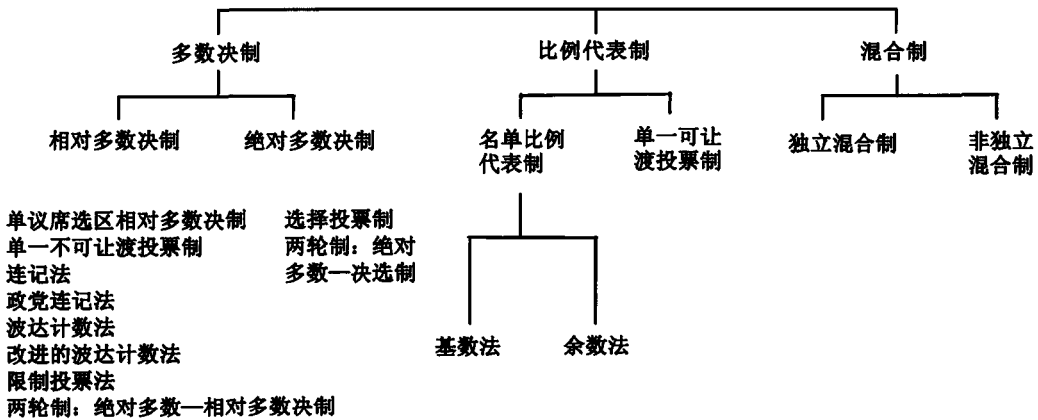 多数决制
比例代表制
混合制
相对多数决制
绝对多数决制
名单比例
代表制
单一可让
渡投票制
独立混合制
非独立
混合制
单议席选区相对多数决制
单一不可让渡投票制
连记法
政党连记法
波达计数法
改进的波达计数法
限制投票法
两轮制：绝对多数—相对多数决制
选择投票制
两轮制：绝对
多数—决选制
基数法
余数法